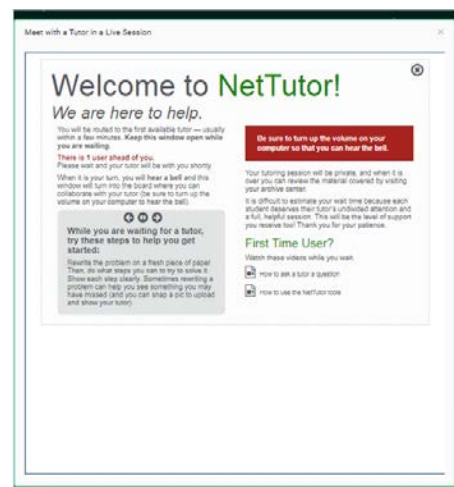 Meet with a Tutor in a Live Session
Welcome to NetTutor!
We are here to help.
You will be routed to the first available tutor — usually
within a few minutes. Keep this window open while
you are waiting.
There is 1 user ahead of you.
Please wait and your tutor will be with you shortly.
When it is your turn, you will hear a bell and this
window will turn into the board where you can
collaborate with your tutor (be sure to turn up the
volume on your computer to hear the bell).
While you are waiting for a tutor,
try these steps to help you get
started:
Rewrite the problem on a fresh piece of paper.
Then, do what steps you can to try to solve it.
Show each step clearly. Sometimes rewriting a
problem can help you see something you may
have missed (and you can snap a pic to upload
and show your tutor).
Be sure to turn up the volume on your
computer so that you can hear the bell.
Your tutoring session will be private, and when it is
over you can review the material covered by visiting
your archive center.
It is difficult to estimate your wait time because each
student deserves their tutor's undivided attention and
a full, helpful session. This will be the level of support
you receive too! Thank you for your patience.
First Time User?
Watch these videos while you wait.
How to ask a tutor a question
How to use the NetTutor tools